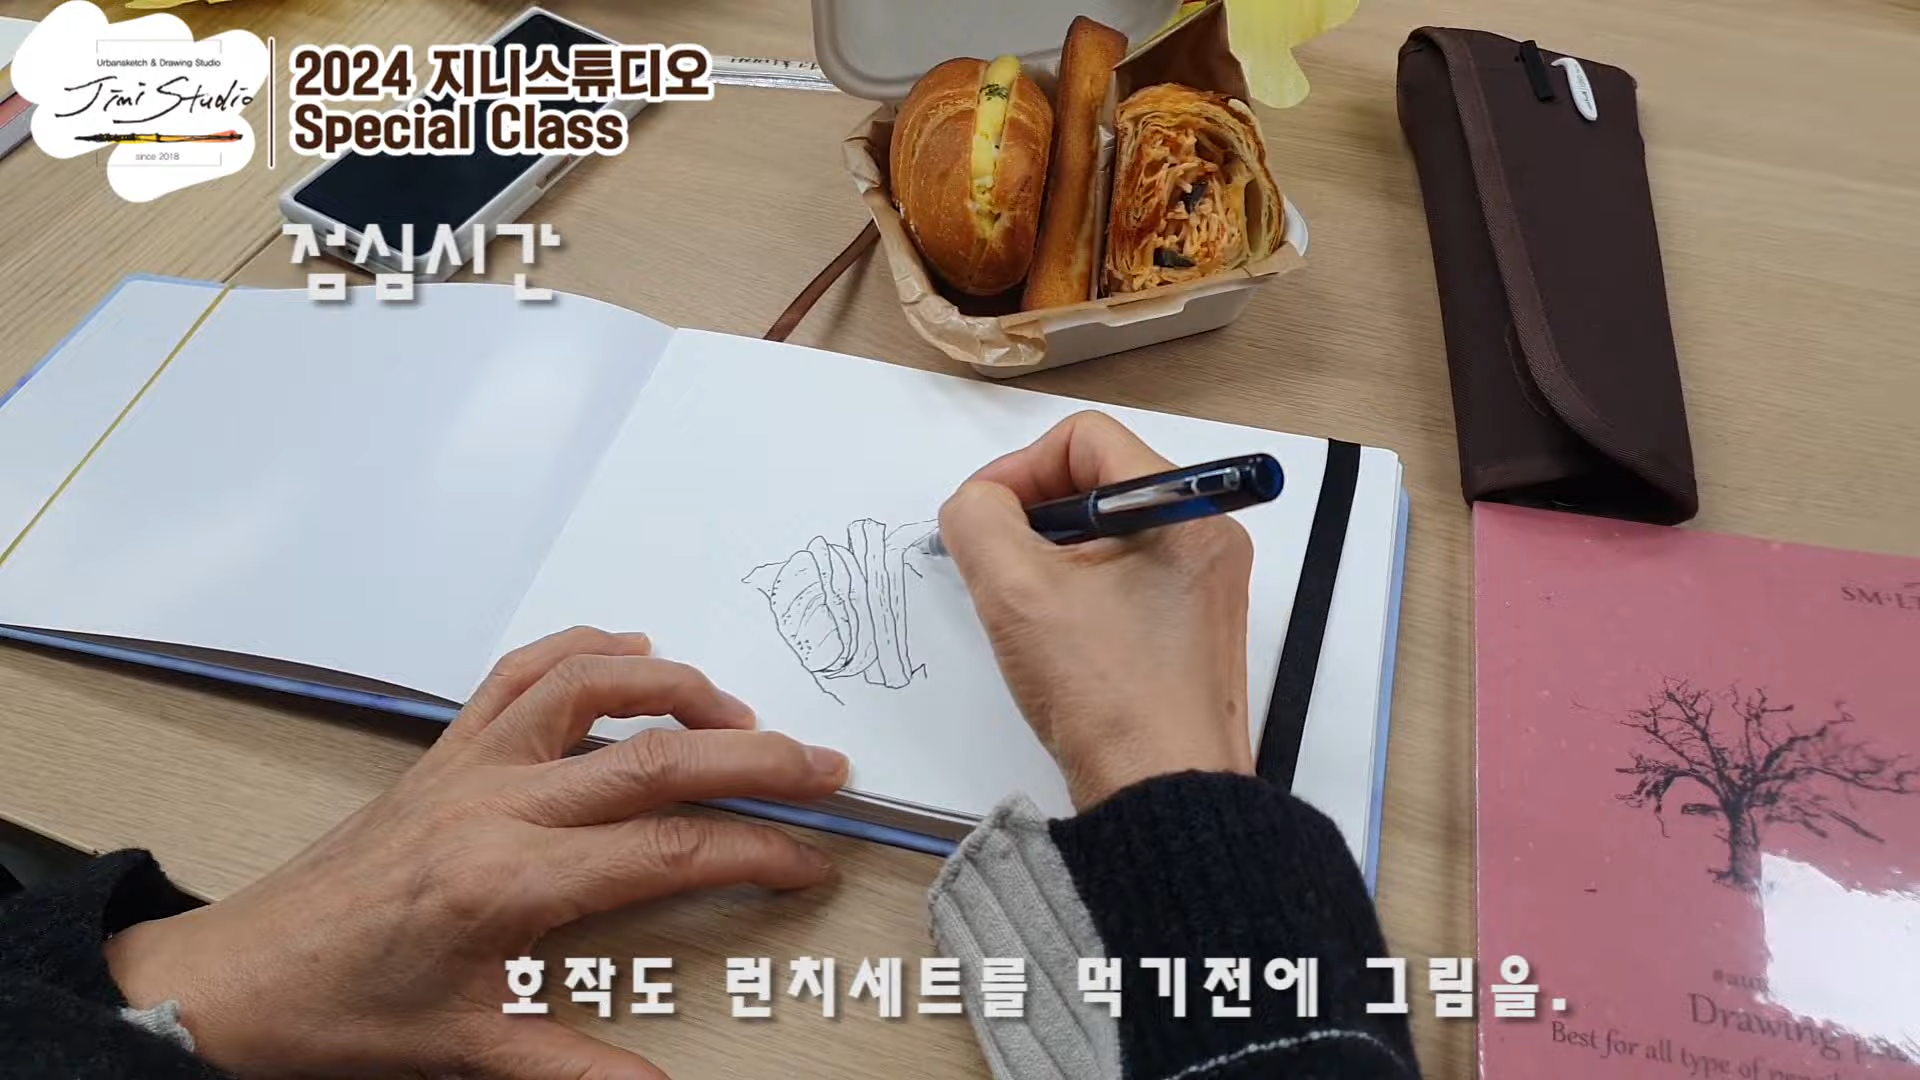 Urbansketch & Drawing Studio
Jini Studio
since 2018
2024 지니스튜디오
Special Class
점심시간
SM·LT
Drawing
Best for all type of
호작도 런치세트를 먹기전에 그림을.